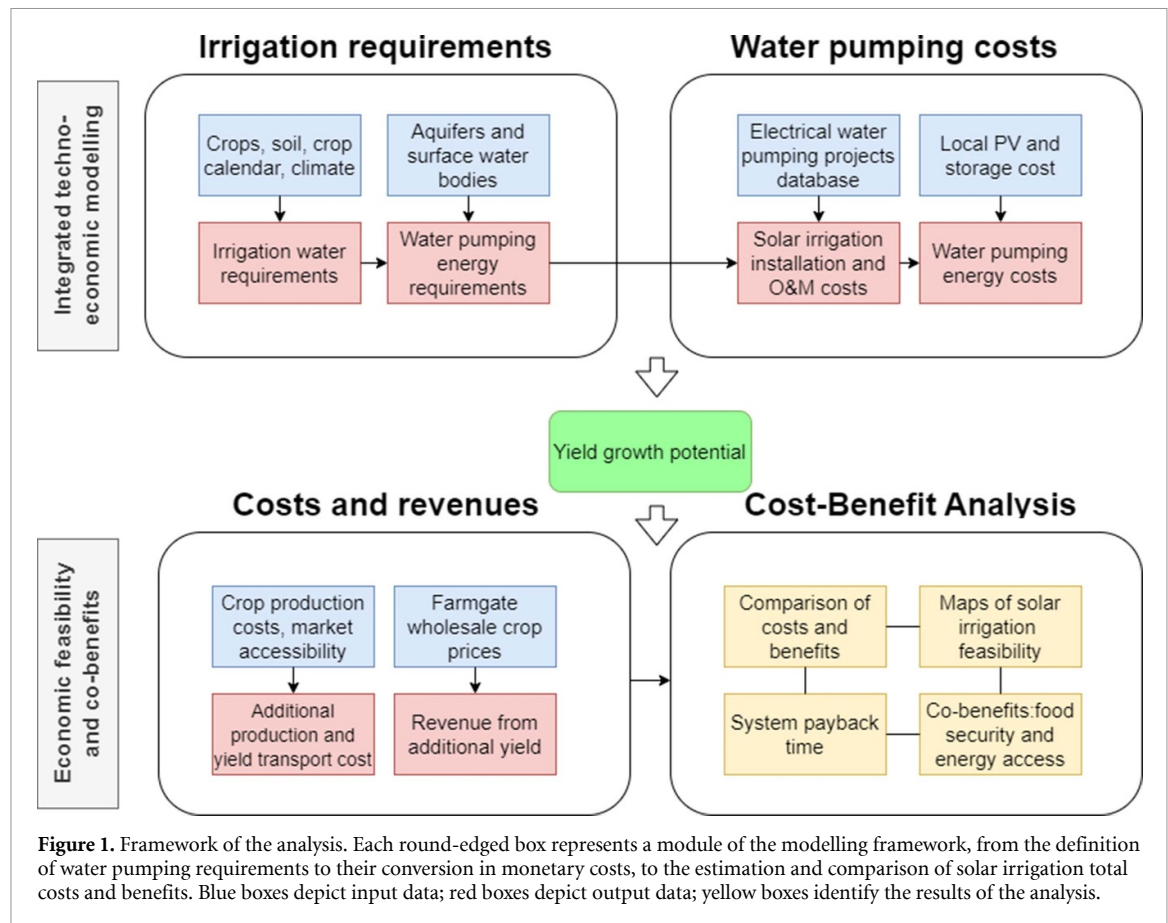 Irrigation requirements
Water pumping costs
Integrated techno-
economic modelling
Crops, soil, crop
calendar, climate
Aquifers and
surface water
bodies
Electrical water
pumping projects
database
Local PV and
storage cost
Irrigation water
requirements
Water pumping
energy
requirements
Solar irrigation
installation and
O&M costs
Water pumping
energy costs
Yield growth potential
Costs and revenues
Cost-Benefit Analysis
Economic feasibility
and co-benefits
Crop production
costs, market
accessibility
Farmgate
wholesale crop
prices
Comparison of
costs and
benefits
Maps of solar
irrigation
feasibility
Additional
production and
yield transport cost
Revenue from
additional yield
System payback
time
Co-benefits:food
security and
energy access
Figure 1. Framework of the analysis. Each round-edged box represents a module of the modelling framework, from the definition
of water pumping requirements to their conversion in monetary costs, to the estimation and comparison of solar irrigation total
costs and benefits. Blue boxes depict input data; red boxes depict output data; yellow boxes identify the results of the analysis.